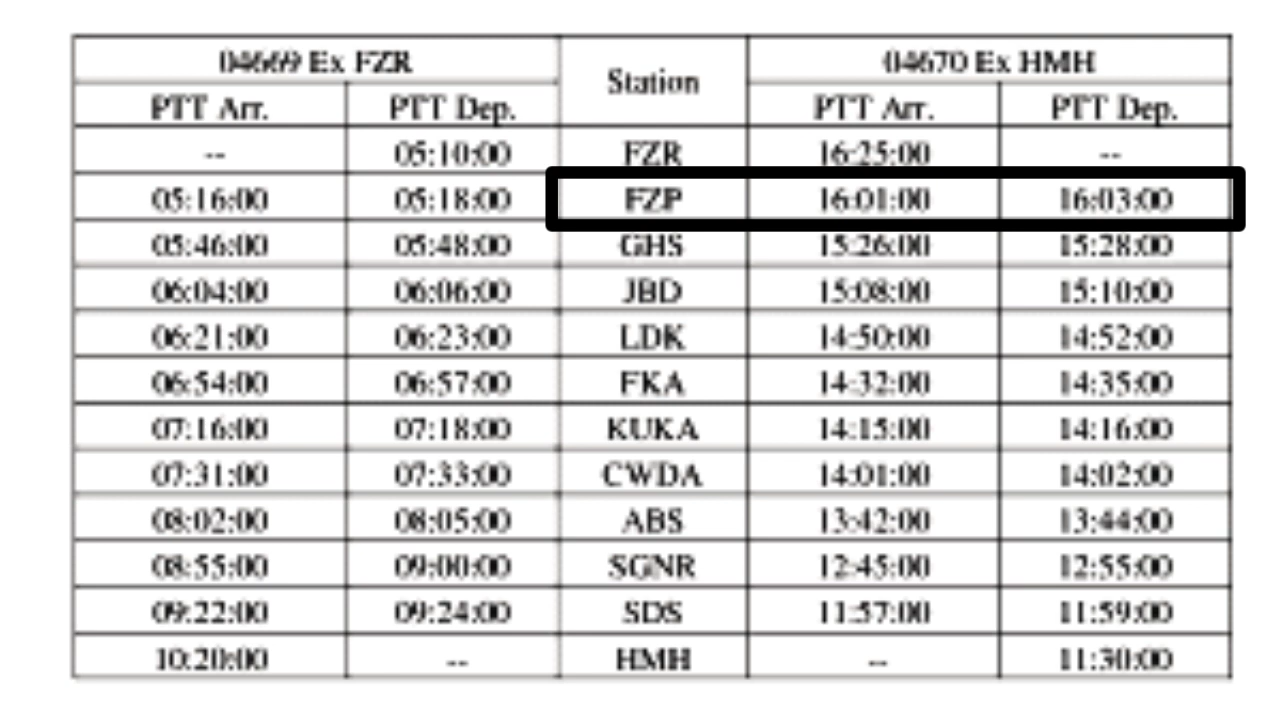 04669 Ex FZR Station 04670 Ex HMH
PTT Arr. PTT Dep. PTT Arr. PTT Dep.
-- 05:10:00 FZR 16:25:00 --
05:16:00 05:18:00 FZP 16:01:00 16:03:00
05:46:00 05:48:00 GHS 15:26:00 15:28:00
06:04:00 06:06:00 JBD 15:08:00 15:10:00
06:21:00 06:23:00 LDK 14:50:00 14:52:00
06:54:00 06:57:00 FKA 14:32:00 14:35:00
07:16:00 07:18:00 KUKA 14:15:00 14:16:00
07:31:00 07:33:00 CWDA 14:01:00 14:02:00
08:02:00 08:05:00 ABS 13:42:00 13:44:00
08:55:00 09:00:00 SGNR 12:45:00 12:55:00
09:22:00 09:24:00 SDS 11:57:00 11:59:00
10:20:00 -- HMH -- 11:30:00